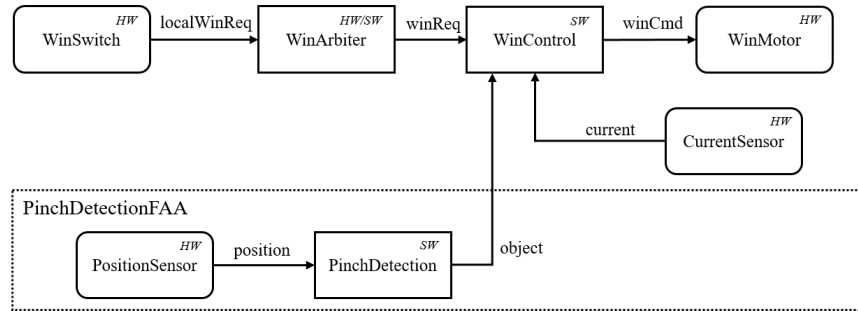 HW
WinSwitch
localWinReq
HW/SW
WinArbiter
winReq
SW
WinControl
winCmd
HW
WinMotor
HW
CurrentSensor
current
PinchDetectionFAA
HW
PositionSensor
position
SW
PinchDetection
object